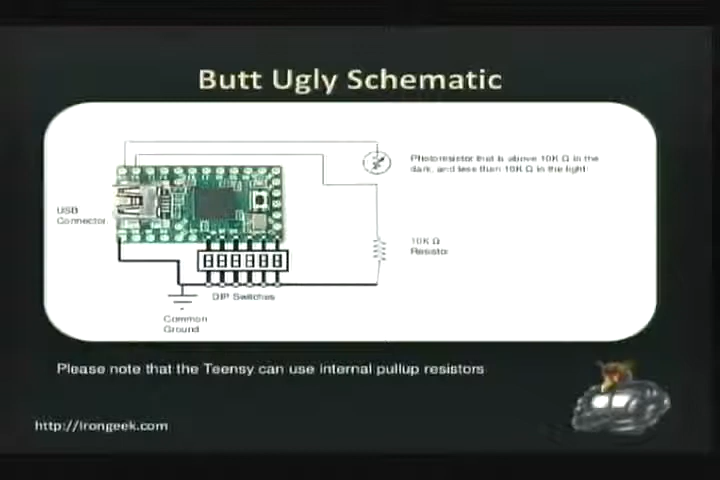 Butt Ugly Schematic
Photoresistor that is above 10K Ω in the
dark, and less than 10K Ω in the light
USB
Connector
10K Ω
Resistor
DIP Switches
Common
Ground
Please note that the Teensy can use internal pullup resistors
http://Irongeek.com